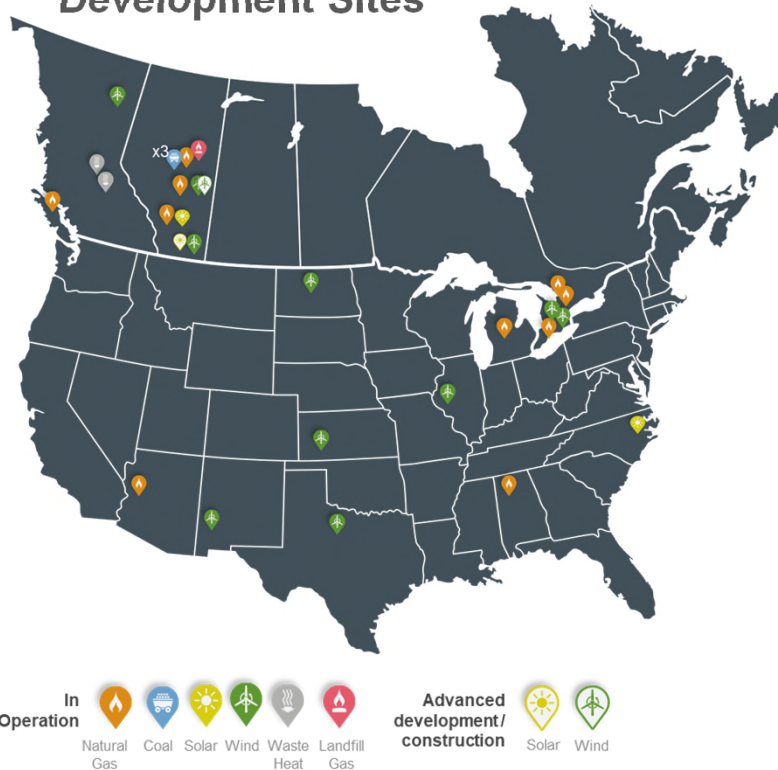 Development Sites
x3
In
Operation
Natural
Gas
Coal
Solar
Wind
Waste
Heat
Landfill
Gas
Advanced
development/
construction
Solar
Wind